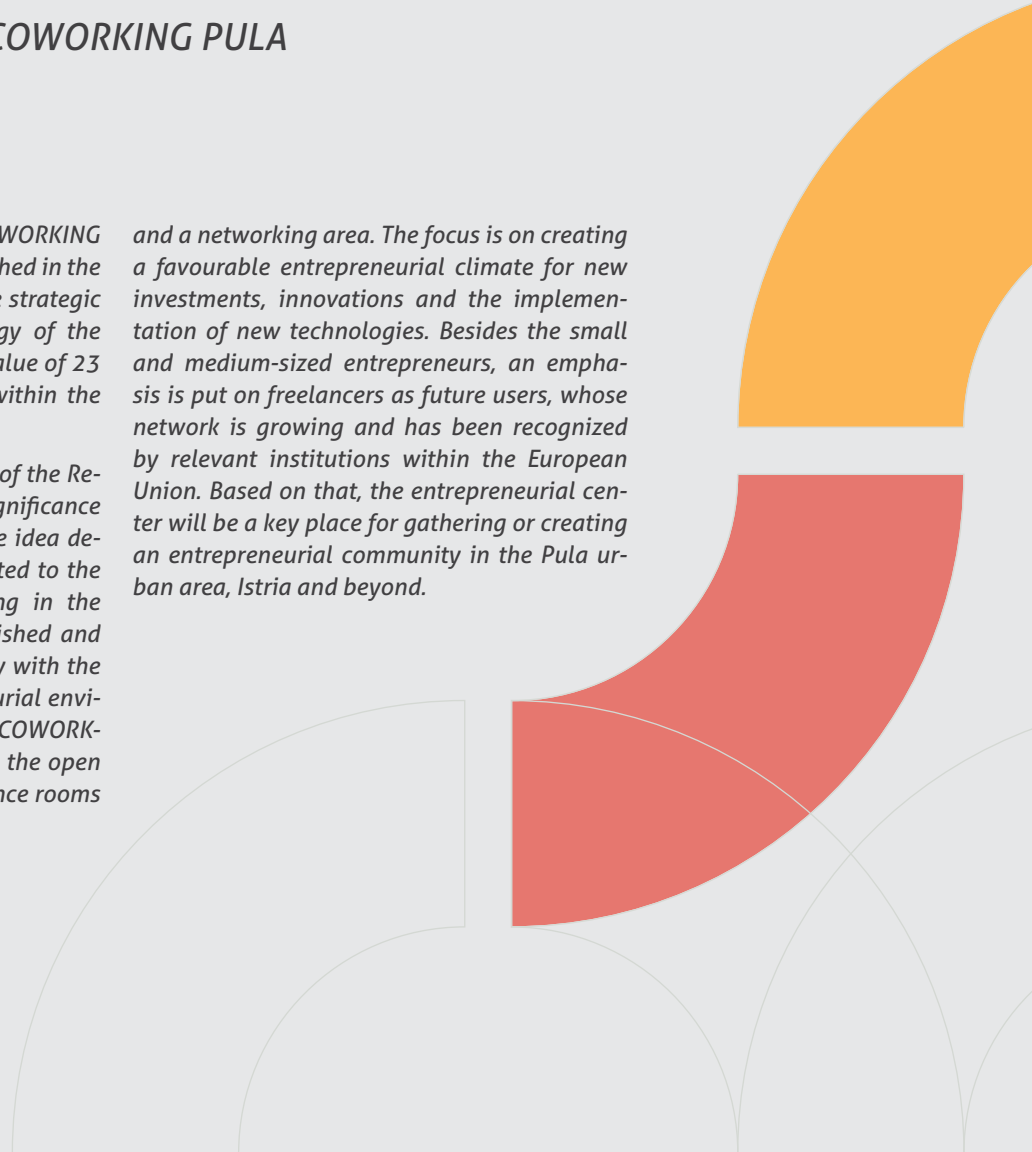 COWORKING PULA
WORKING
hed in the
strategic
gy of the
alue of 23
within the
of the Re-
gnificance
e idea de-
ted to the
ng in the
ished and
y with the
urial envi-
COWORK-
the open
nce rooms
and a networking area. The focus is on creating
a favourable entrepreneurial climate for new
investments, innovations and the implemen-
tation of new technologies. Besides the small
and medium-sized entrepreneurs, an empha-
sis is put on freelancers as future users, whose
network is growing and has been recognized
by relevant institutions within the European
Union. Based on that, the entrepreneurial cen-
ter will be a key place for gathering or creating
an entrepreneurial community in the Pula ur-
ban area, Istria and beyond.